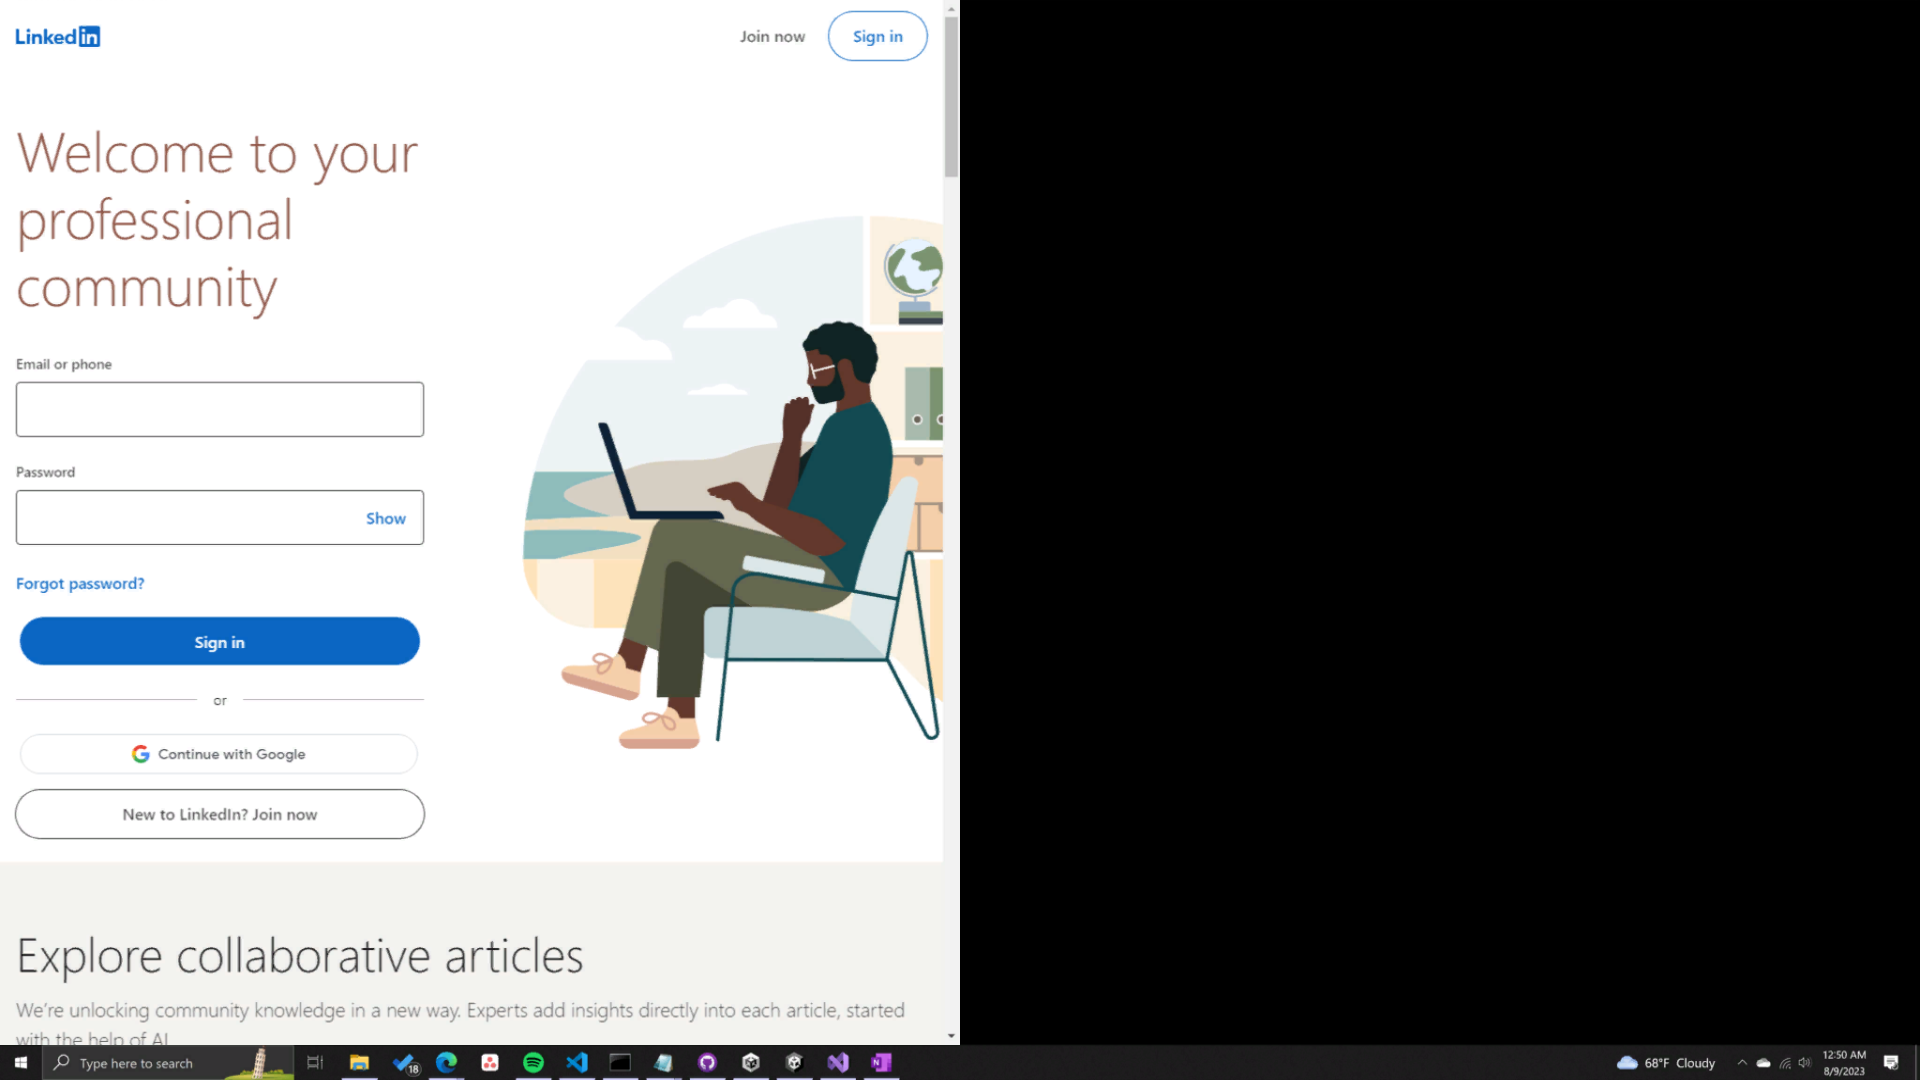 Linkedin
Join now
Sign in
Welcome to your
professional
community
Email or phone
Password
Show
Forgot password?
Sign in
or
Continue with Google
New to LinkedIn? Join now
Explore collaborative articles
We're unlocking community knowledge in a new way. Experts add insights directly into each article, started
with the help of AI
Type here to search
18
68°F Cloudy
12:50 AM
8/9/2023